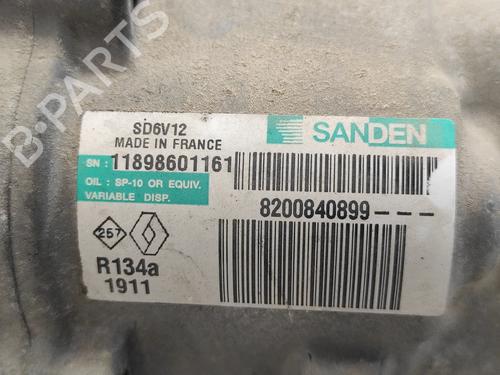 B-PARTS
SD6V12
MADE IN FRANCE
SANDEN
SN : 11898601161
OIL : SP-10 OR EQUIV.
VARIABLE DISP.
8200840899---
257
R134a
1911